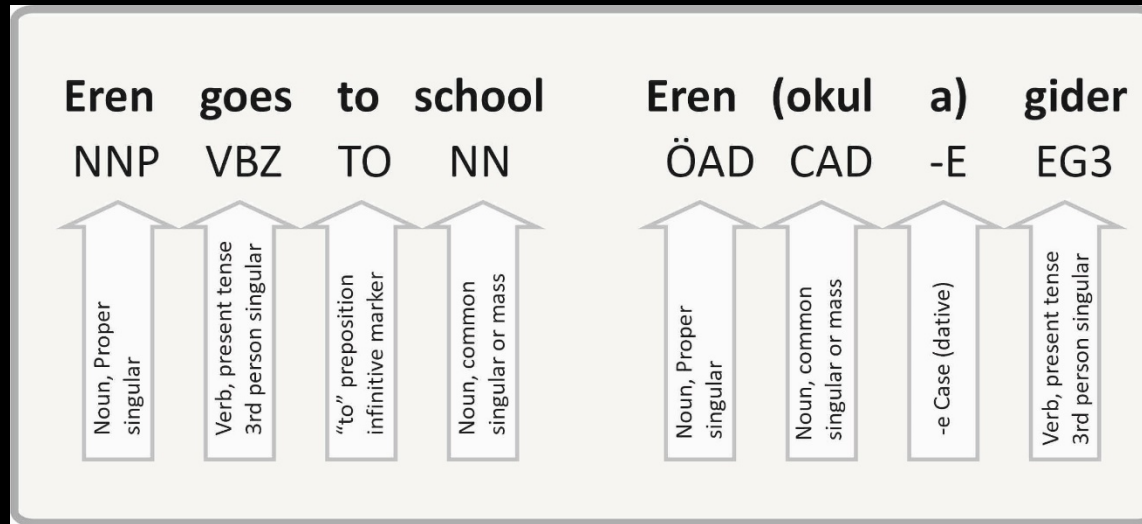 Eren goes to school Eren (okul a) gider
NNP VBZ TO NN ÖAD CAD -E EG3
Noun, Proper
singular
Verb, present tense
3rd person singular
“to” preposition
infinitive marker
Noun, common
singular or mass
Noun, Proper
singular
Noun, common
singular or mass
-e Case (dative)
Verb, present tense
3rd person singular